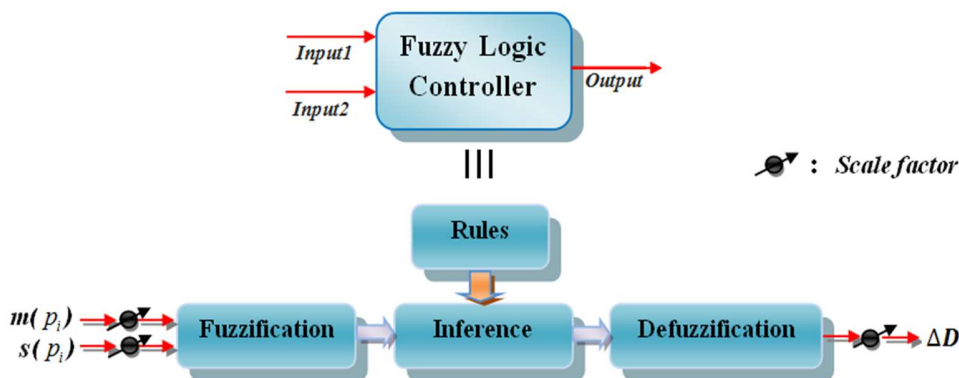 Input1
Input2
Fuzzy Logic
Controller
Output
: Scale factor
Rules
m( pᵢ)
s( pᵢ)
Fuzzification
Inference
Defuzzification
ΔD